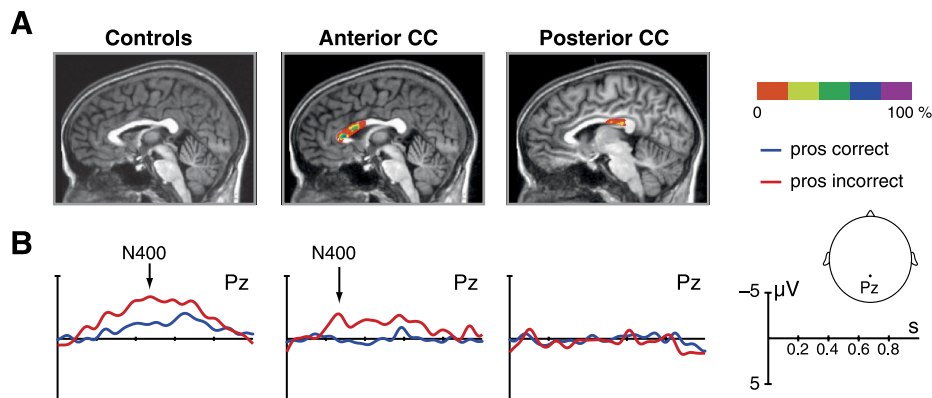 A
Controls
Anterior CC
Posterior CC
0 100 %
pros correct
pros incorrect
B
N400
Pz
N400
Pz
Pz
Pz
–5 µV
s
0.2 0.4 0.6 0.8
5